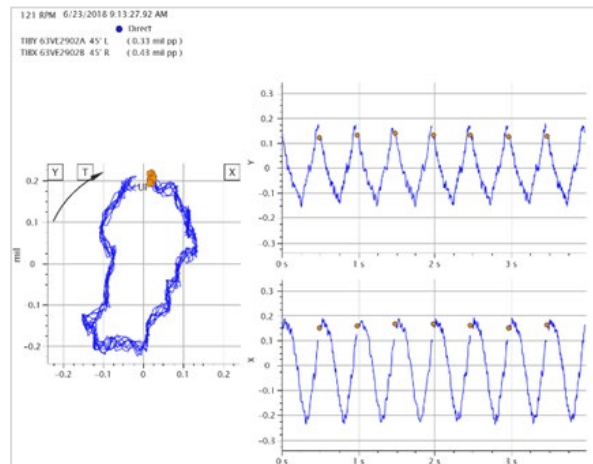 121 RPM 6/23/2018 9:13:27.92 AM
Direct
TIBY 63VE2902A 45° L (0.33 mil pp)
TIBX 63VE2902B 45° R (0.43 mil pp)
Y T X
mil
0.2
0.1
0
-0.1
-0.2
-0.2 -0.1 0 0.1 0.2
Y
0.3
0.2
0.1
0
-0.1
-0.2
-0.3
0 s 1 s 2 s 3 s
X
0.3
0.2
0.1
0
-0.1
-0.2
-0.3
0 s 1 s 2 s 3 s